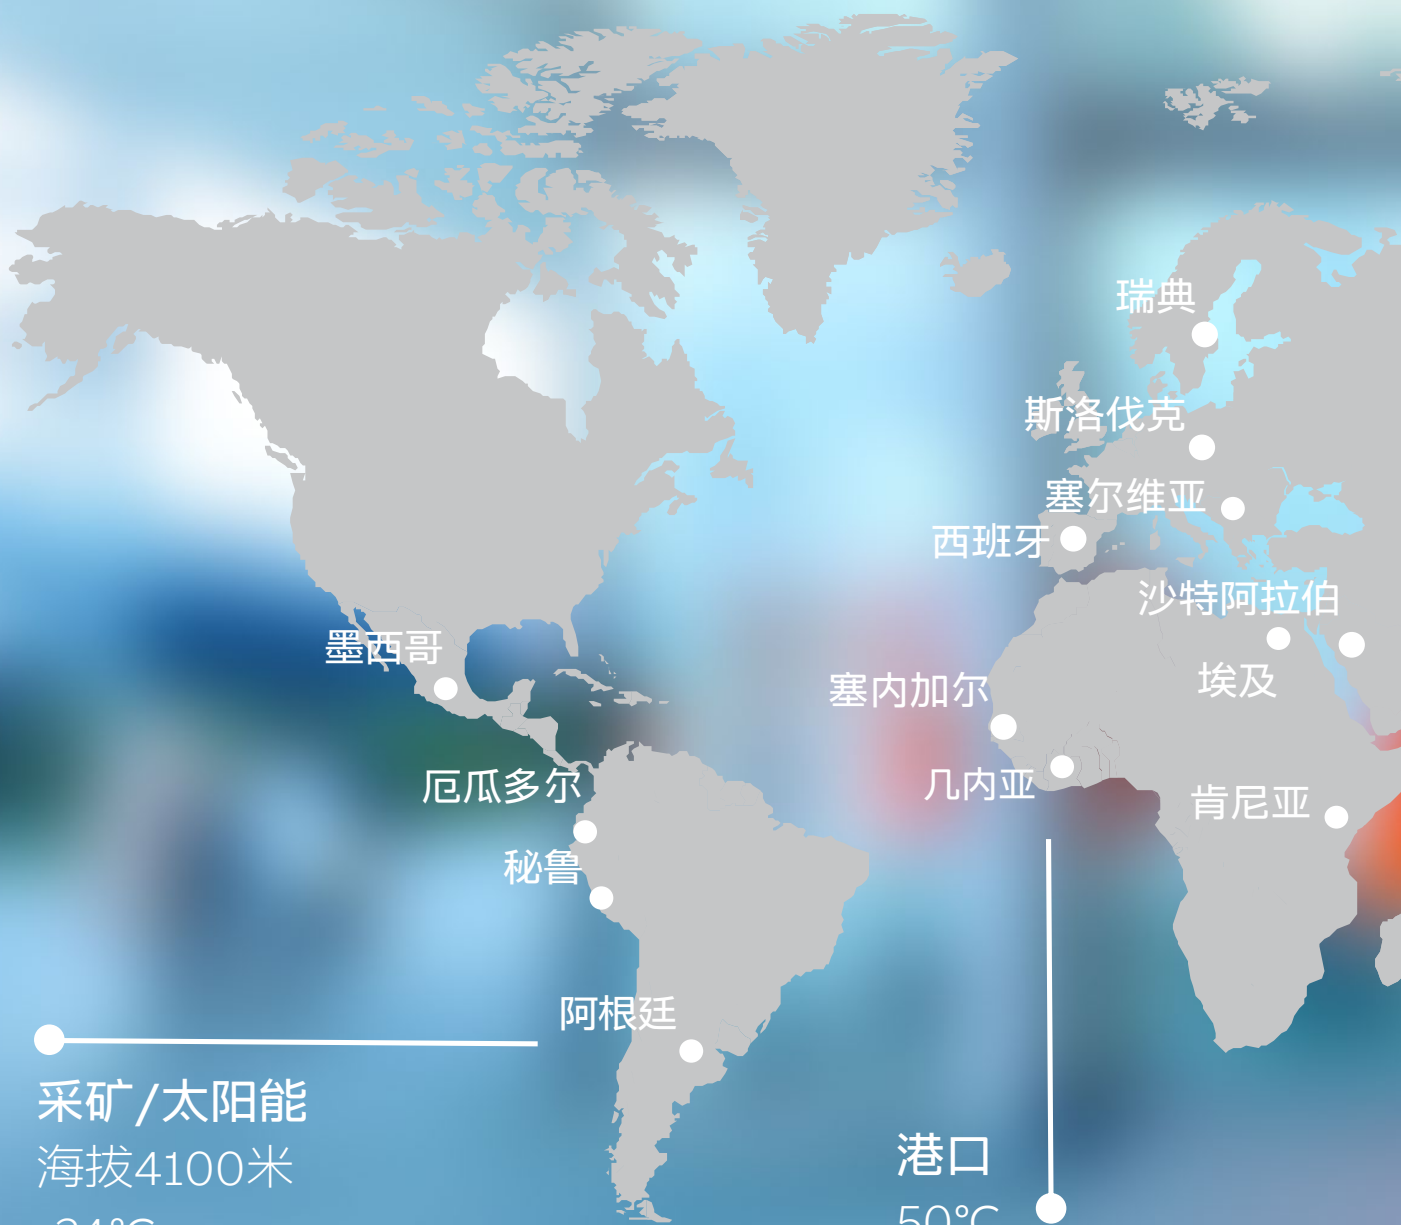 瑞典
斯洛伐克
塞尔维亚
西班牙
沙特阿拉伯
墨西哥
埃及
塞内加尔
厄瓜多尔
几内亚
肯尼亚
秘鲁
阿根廷
采矿/太阳能
海拔4100米
港口
50°C